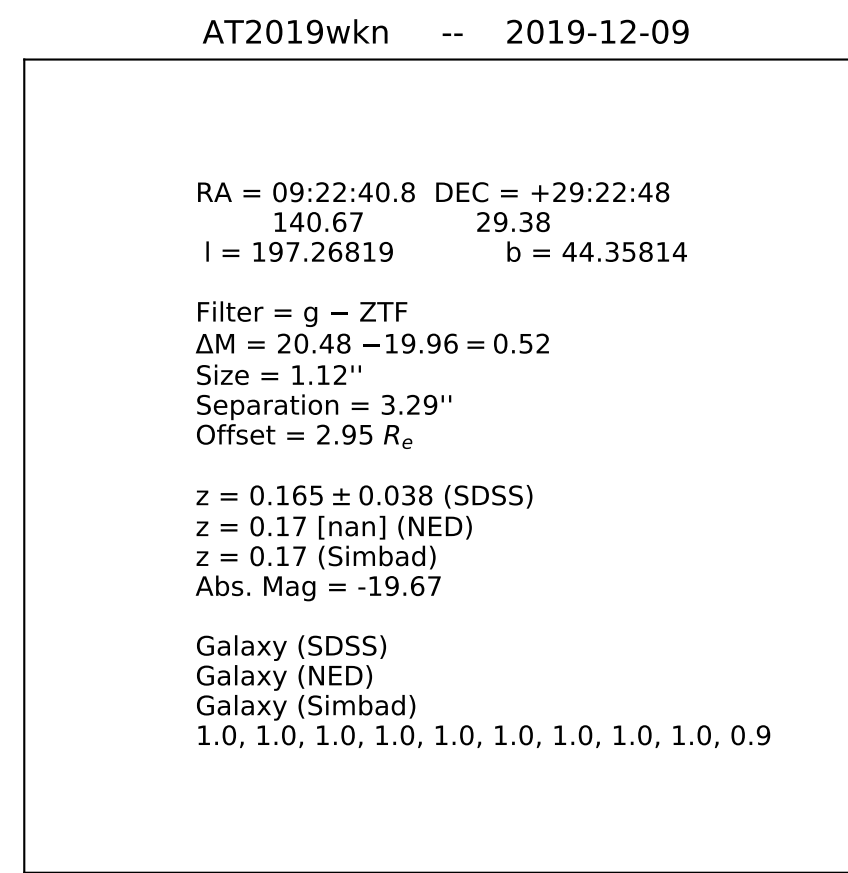 AT2019wkn -- 2019-12-09
RA = 09:22:40.8 DEC = +29:22:48
140.67 29.38
l = 197.26819 b = 44.35814
Filter = g − ZTF
ΔM = 20.48 −19.96 = 0.52
Size = 1.12''
Separation = 3.29''
Offset = 2.95 Rₑ
z = 0.165 ± 0.038 (SDSS)
z = 0.17 [nan] (NED)
z = 0.17 (Simbad)
Abs. Mag = -19.67
Galaxy (SDSS)
Galaxy (NED)
Galaxy (Simbad)
1.0, 1.0, 1.0, 1.0, 1.0, 1.0, 1.0, 1.0, 1.0, 0.9